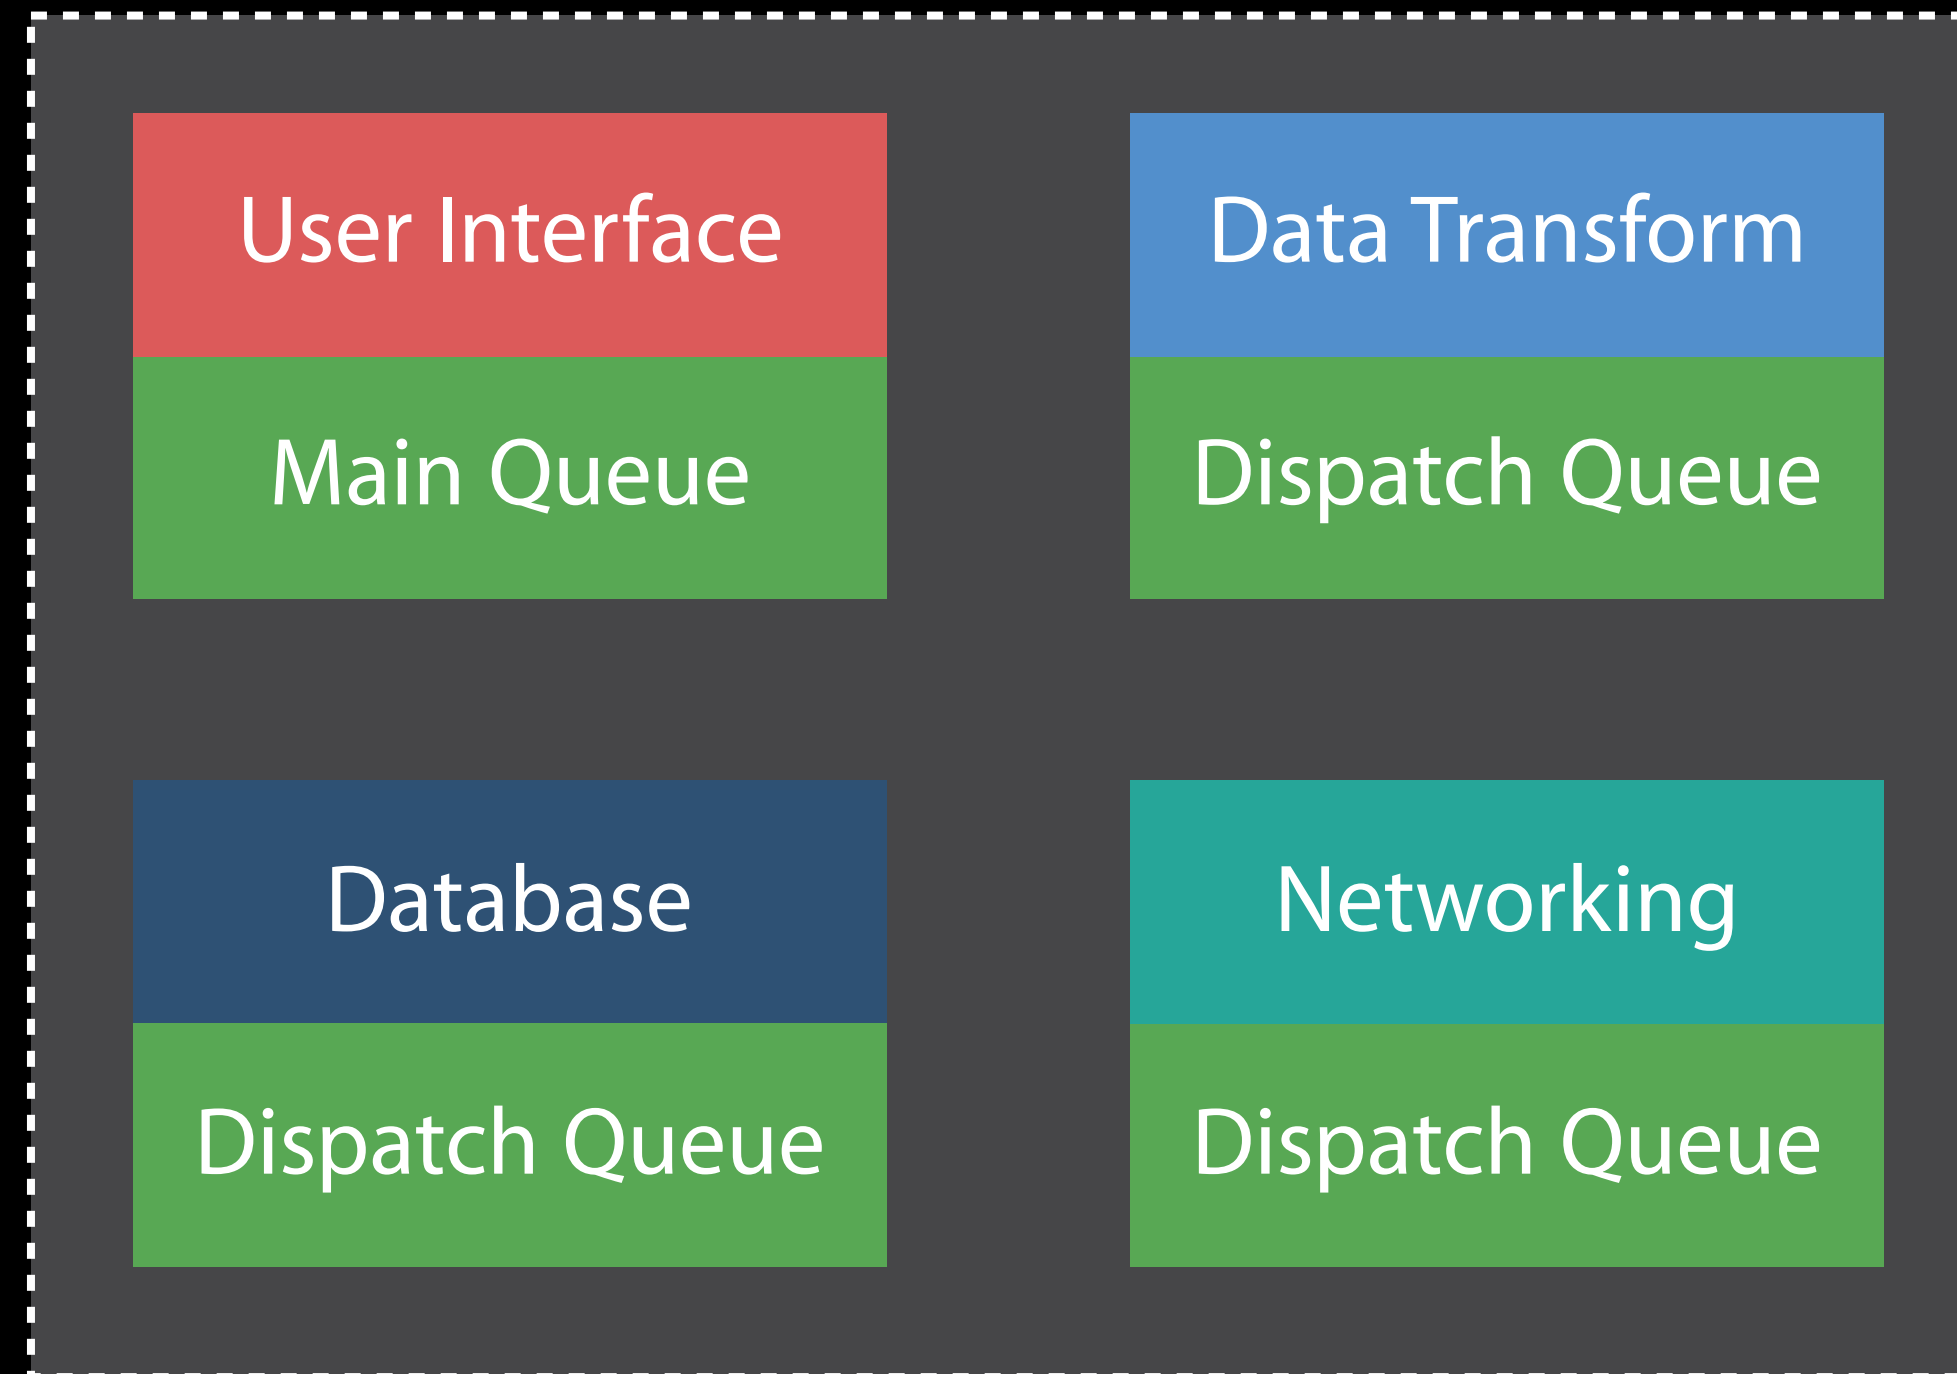 User Interface
Main Queue
Data Transform
Dispatch Queue
Database
Dispatch Queue
Networking
Dispatch Queue